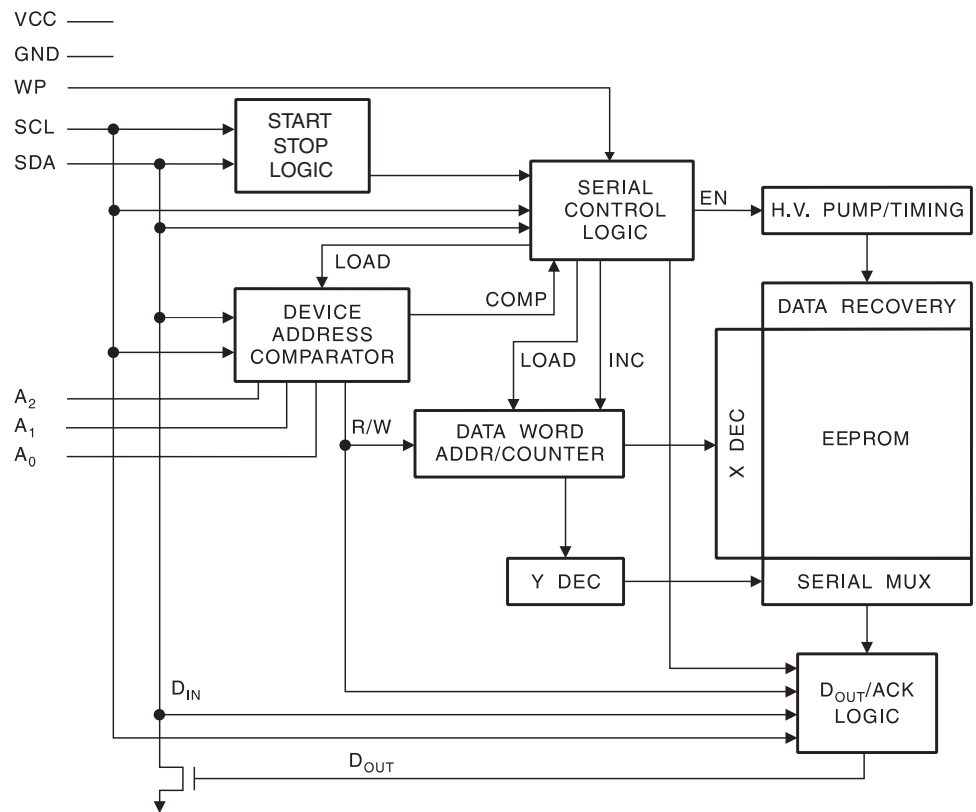 VCC
GND
WP
SCL
SDA
START
STOP
LOGIC
SERIAL
CONTROL
LOGIC
EN
H.V. PUMP/TIMING
LOAD
COMP
DEVICE
ADDRESS
COMPARATOR
DATA RECOVERY
LOAD
INC
A2
A1
A0
R/W
DATA WORD
ADDR/COUNTER
X DEC
EEPROM
Y DEC
SERIAL MUX
DIN
DOUT/ACK
LOGIC
DOUT